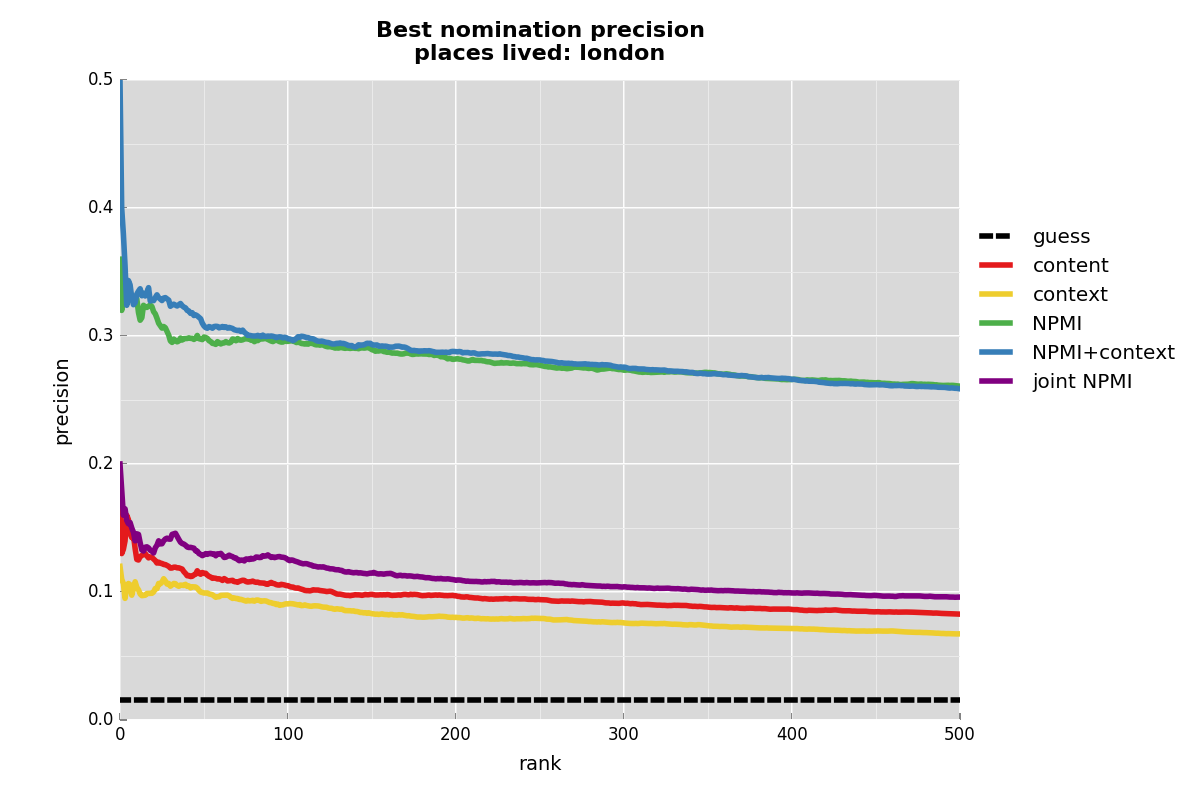 Best nomination precision
places lived: london
precision
0.5
0.4
0.3
0.2
0.1
0.0
0
100
200
300
400
500
rank
guess
content
context
NPMI
NPMI+context
joint NPMI